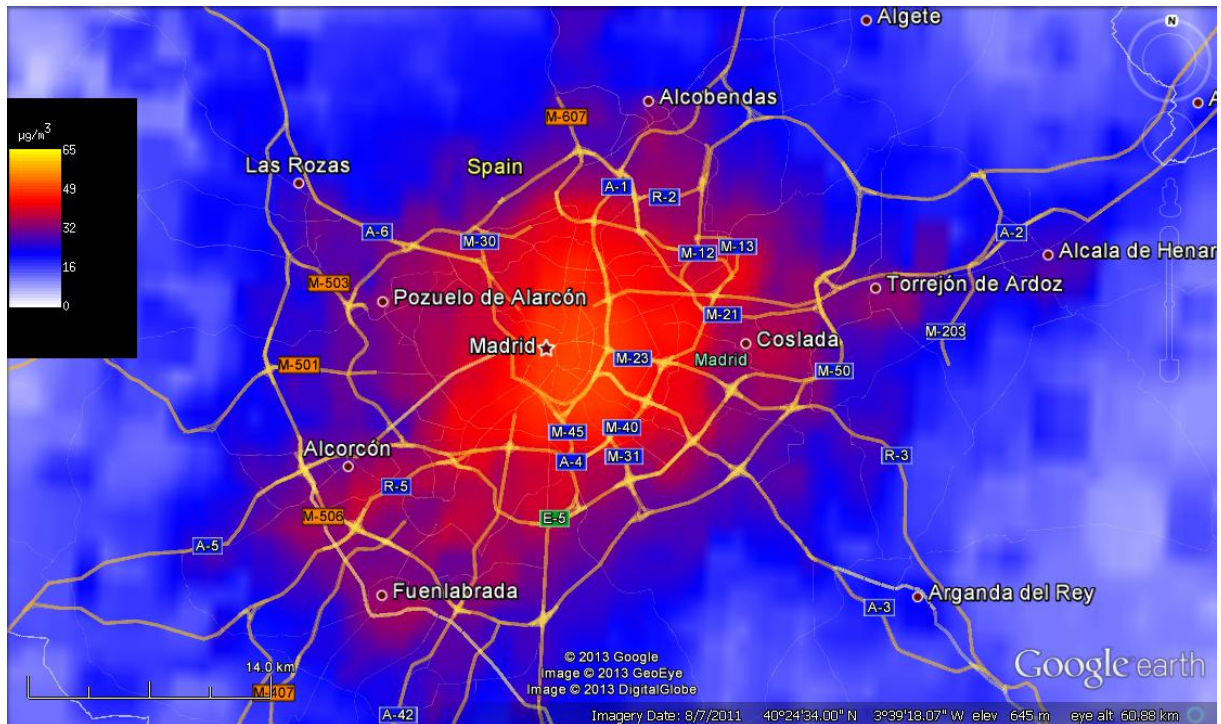 Algete
N
A
Alcobendas
M-607
µg/m³
65
49
32
16
0
Las Rozas
Spain
A-1
R-2
A-6
M-30
M-12
M-13
A-2
Alcala de Henar
M-503
Pozuelo de Alarcón
Torrejón de Ardoz
M-21
M-203
Madrid
M-23
Madrid
Coslada
M-501
M-50
M-45
M-40
Alcorcón
A-4
M-31
R-3
R-5
M-506
E-5
A-5
Fuenlabrada
Arganda del Rey
A-3
14.0 km
M-407
A-42
© 2013 Google
Image © 2013 GeoEye
Image © 2013 DigitalGlobe
Google earth
Imagery Date: 8/7/2011 40°24'34.00" N 3°39'18.07" W elev 645 m eye alt 60.88 km